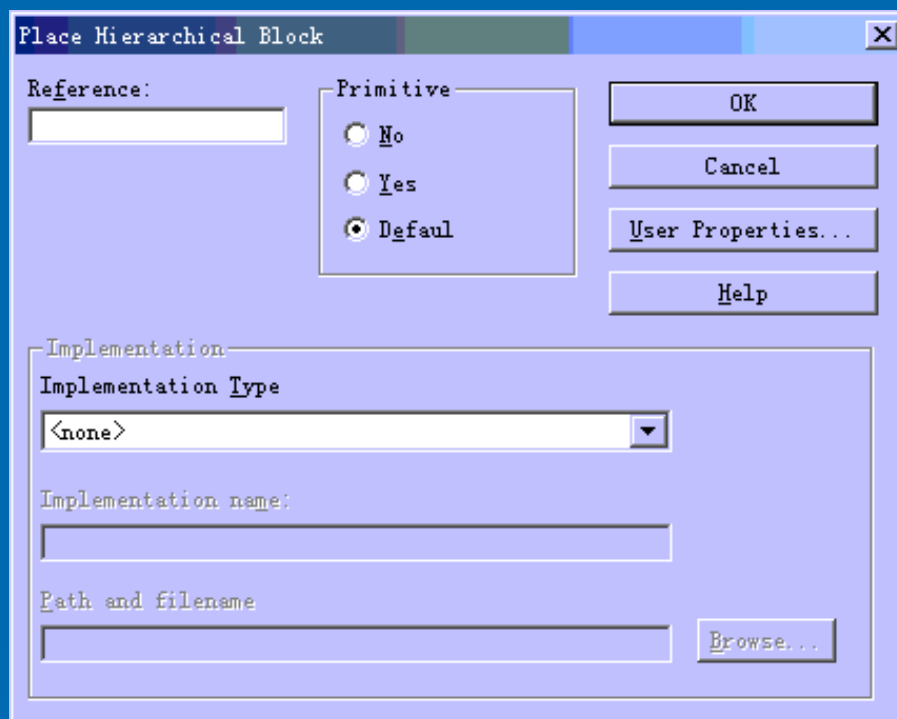 Place Hierarchical Block
Reference:
Primitive
No
Yes
Defaul
OK
Cancel
User Properties...
Help
Implementation
Implementation Type
<none>
Implementation name:
Path and filename
Browse...